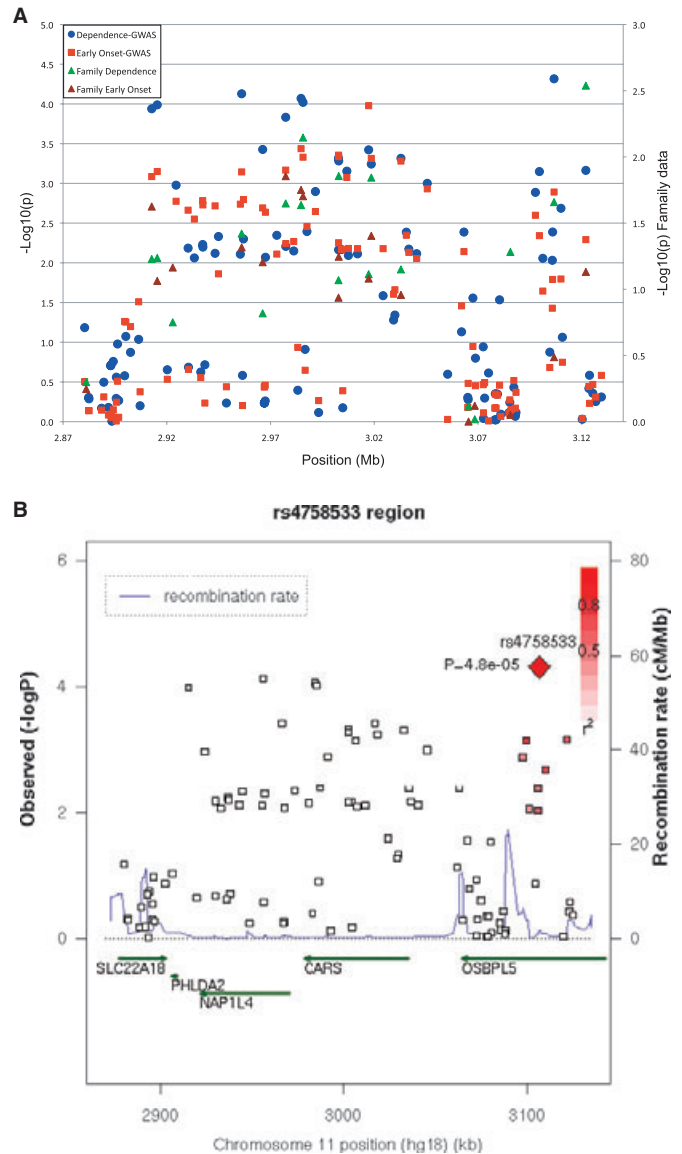 A
5.0
4.5
4.0
3.5
3.0
2.5
2.0
1.5
1.0
0.5
0.0
-Log10(p)
Dependence-GWAS
Early Onset-GWAS
Family Dependence
Family Early Onset
3.0
2.5
2.0
1.5
1.0
0.5
0.0
-Log10(p) Famaily data
2.87
2.92
2.97
3.02
3.07
3.12
Position (Mb)
B
rs4758533 region
6
4
2
0
Observed (-logP)
recombination rate
rs4758533
P=4.8e-05
0.8
0.5
r2
80
60
40
20
0
Recombination rate (cM/Mb)
SLC22A18
PHLDA2
NAP1L4
CARS
OSBPL5
2900
3000
3100
Chromosome 11 position (hg18) (kb)